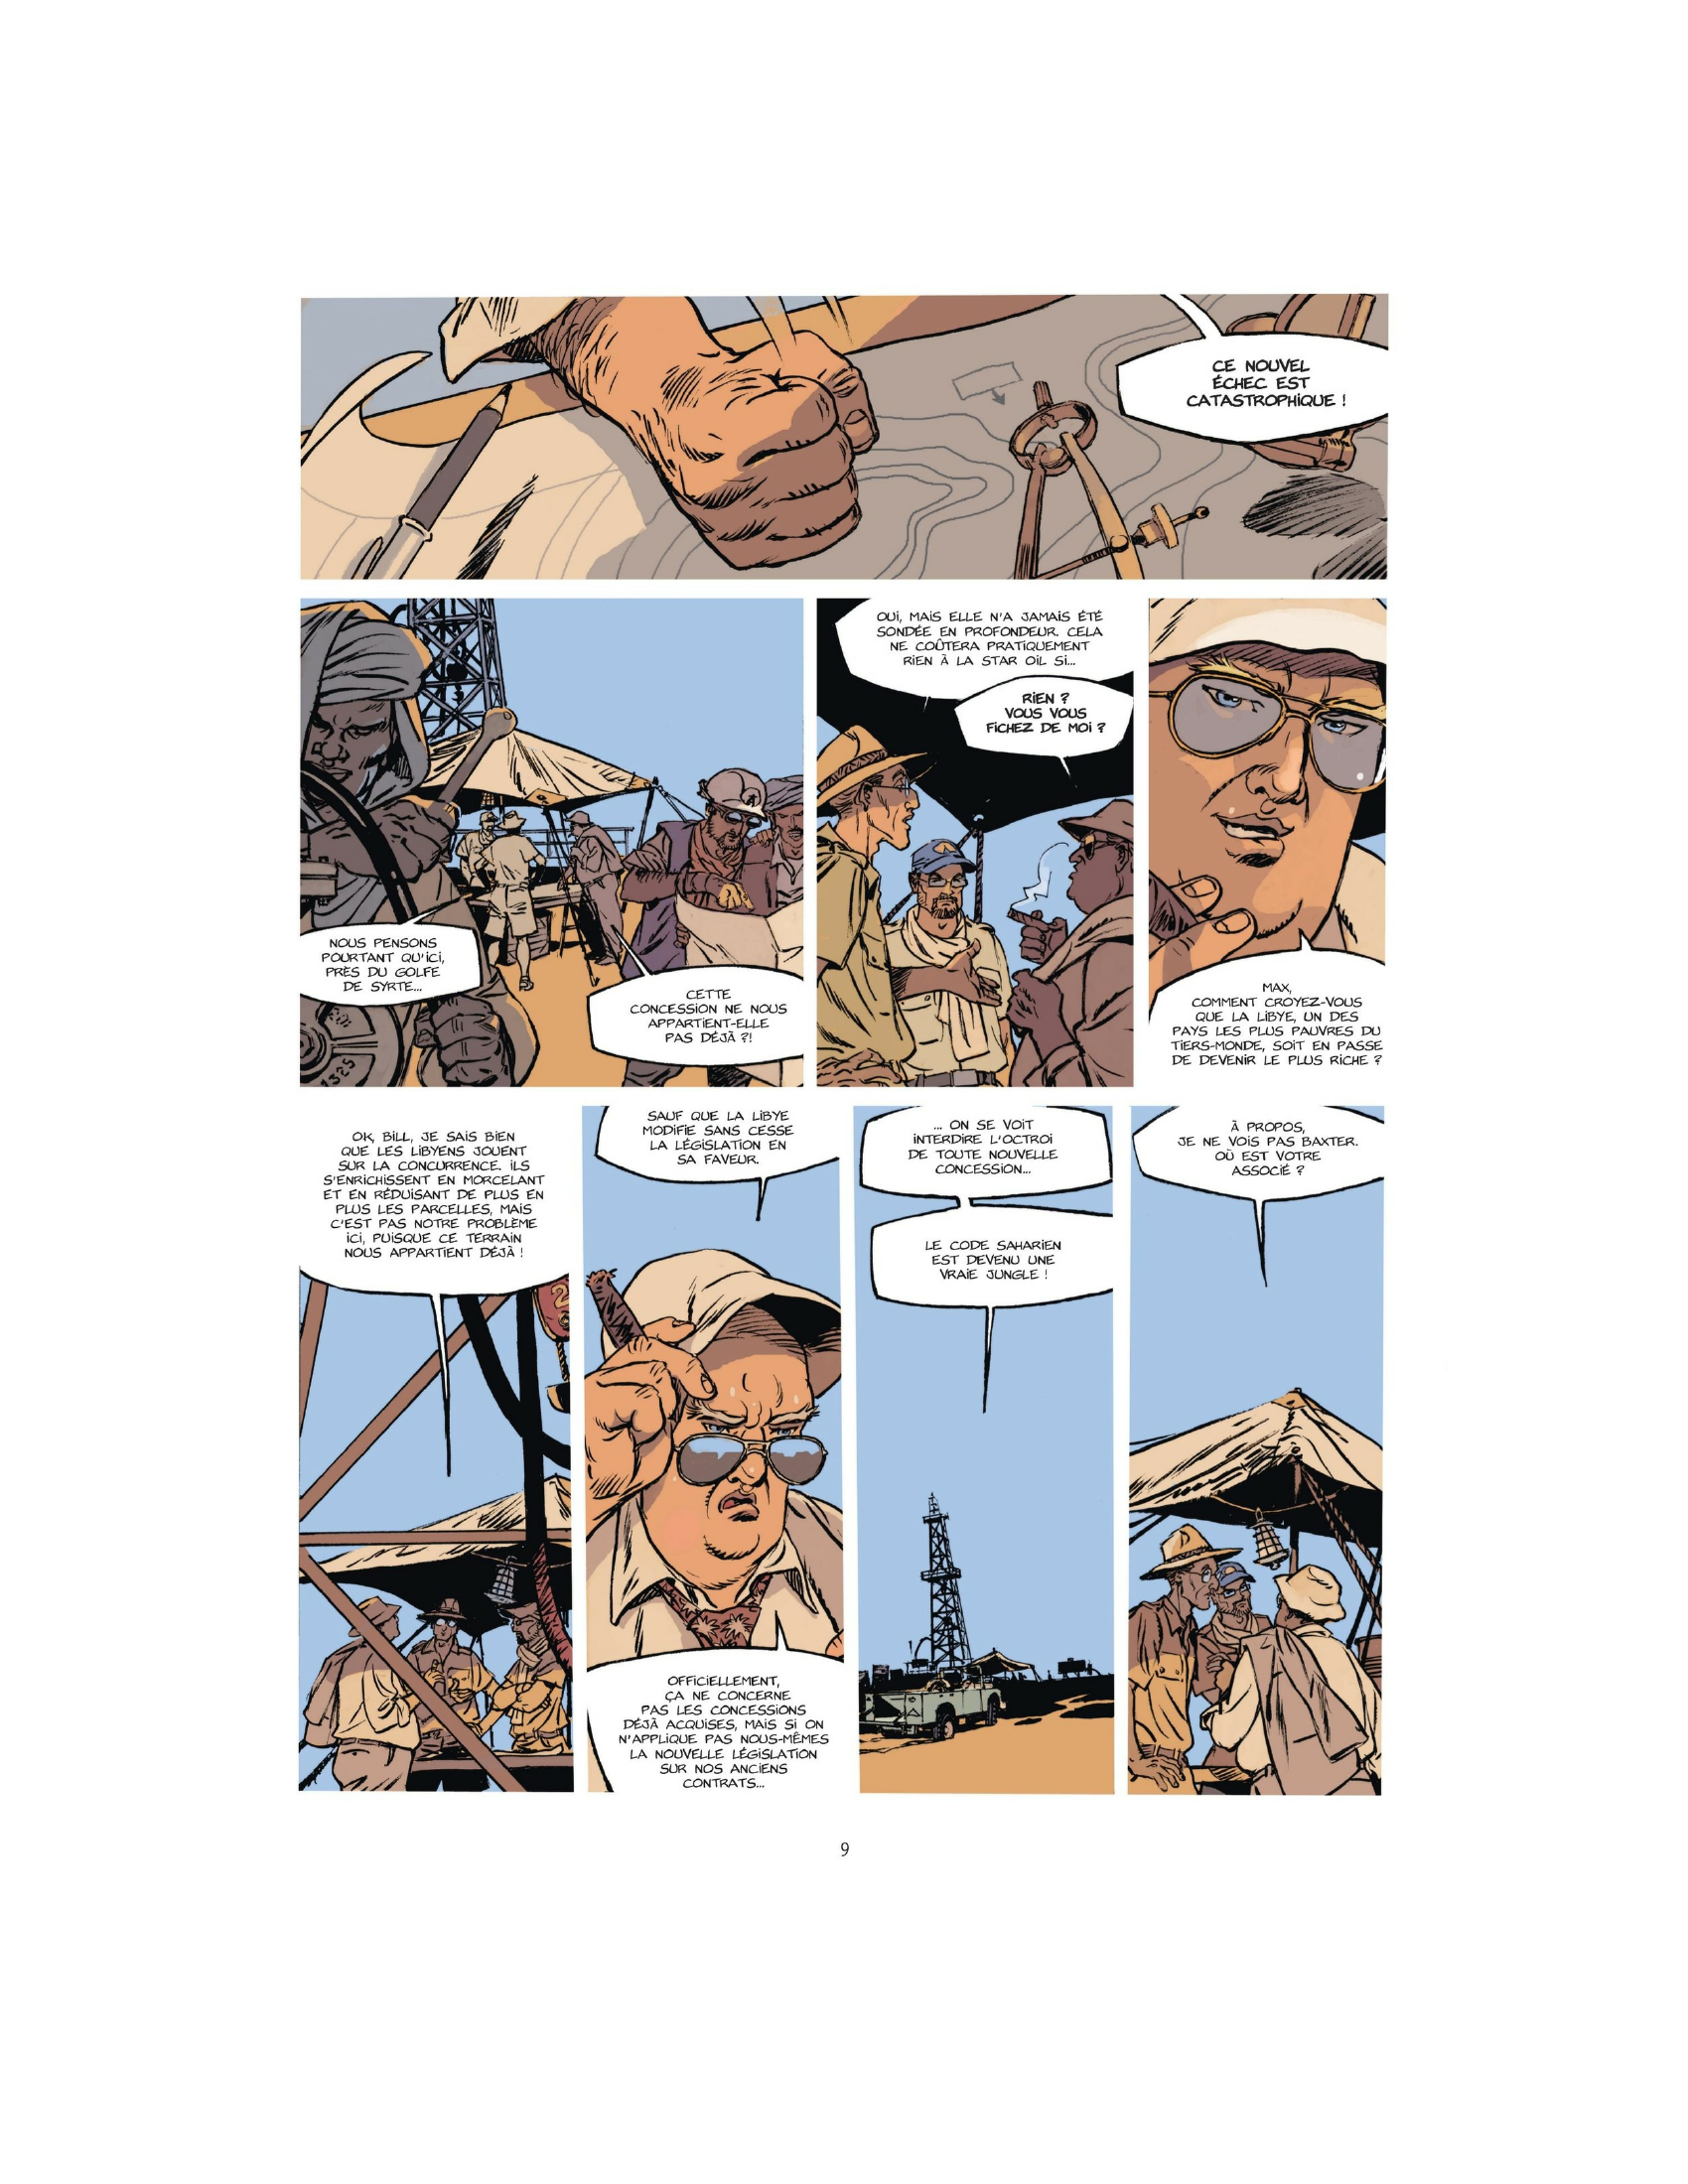 CE NOUVEL
ÉCHEC EST
CATASTROPHIQUE !
NOUS PENSONS
POURTANT QU'ICI,
PRÈS DU GOLFE
DE SYRTE...
CETTE
CONCESSION NE NOUS
APPARTIENT-ELLE
PAS DÉJÀ ?!
1325
OUI, MAIS ELLE N'A JAMAIS ÉTÉ
SONDÉE EN PROFONDEUR. CELA
NE COÛTERA PRATIQUEMENT
RIEN À LA STAR OIL SI...
RIEN ?
VOUS VOUS
FICHEZ DE MOI ?
MAX,
COMMENT CROYEZ-VOUS
QUE LA LIBYE, UN DES
PAYS LES PLUS PAUVRES DU
TIERS-MONDE, SOIT EN PASSE
DE DEVENIR LE PLUS RICHE ?
OK, BILL, JE SAIS BIEN
QUE LES LIBYENS JOUENT
SUR LA CONCURRENCE. ILS
S'ENRICHISSENT EN MORCELANT
ET EN RÉDUISANT DE PLUS EN
PLUS LES PARCELLES, MAIS
C'EST PAS NOTRE PROBLÈME
ICI, PUISQUE CE TERRAIN
NOUS APPARTIENT DÉJÀ !
2
SAUF QUE LA LIBYE
MODIFIE SANS CESSE
LA LÉGISLATION EN
SA FAVEUR.
OFFICIELLEMENT,
ÇA NE CONCERNE
PAS LES CONCESSIONS
DÉJÀ ACQUISES, MAIS SI ON
N'APPLIQUE PAS NOUS-MÊMES
LA NOUVELLE LÉGISLATION
SUR NOS ANCIENS
CONTRATS...
... ON SE VOIT
INTERDIRE L'OCTROI
DE TOUTE NOUVELLE
CONCESSION...
LE CODE SAHARIEN
EST DEVENU UNE
VRAIE JUNGLE !
À PROPOS,
JE NE VOIS PAS BAXTER.
OÙ EST VOTRE
ASSOCIÉ ?
9